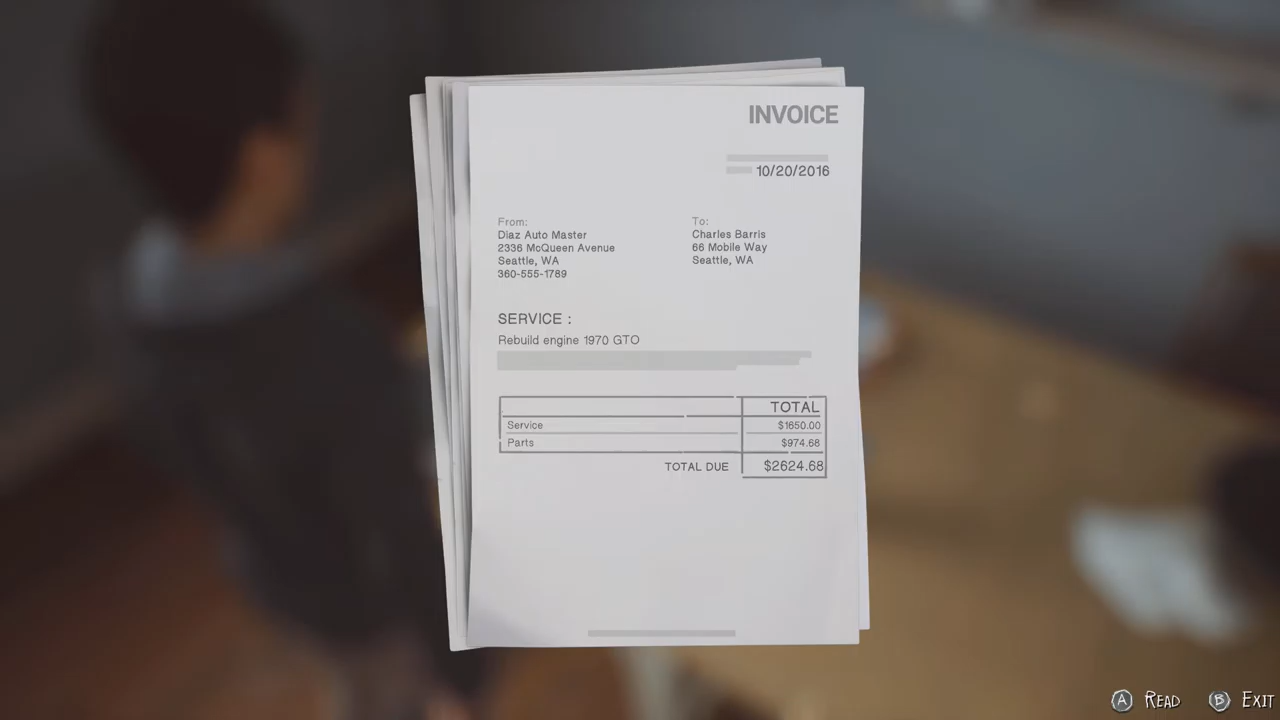 INVOICE
10/20/2016
From:
Diaz Auto Master
2336 McQueen Avenue
Seattle, WA
360-555-1789
To:
Charles Barris
66 Mobile Way
Seattle, WA
SERVICE :
Rebuild engine 1970 GTO
TOTAL
Service $1650.00
Parts $974.68
TOTAL DUE $2624.68
A READ B EXIT